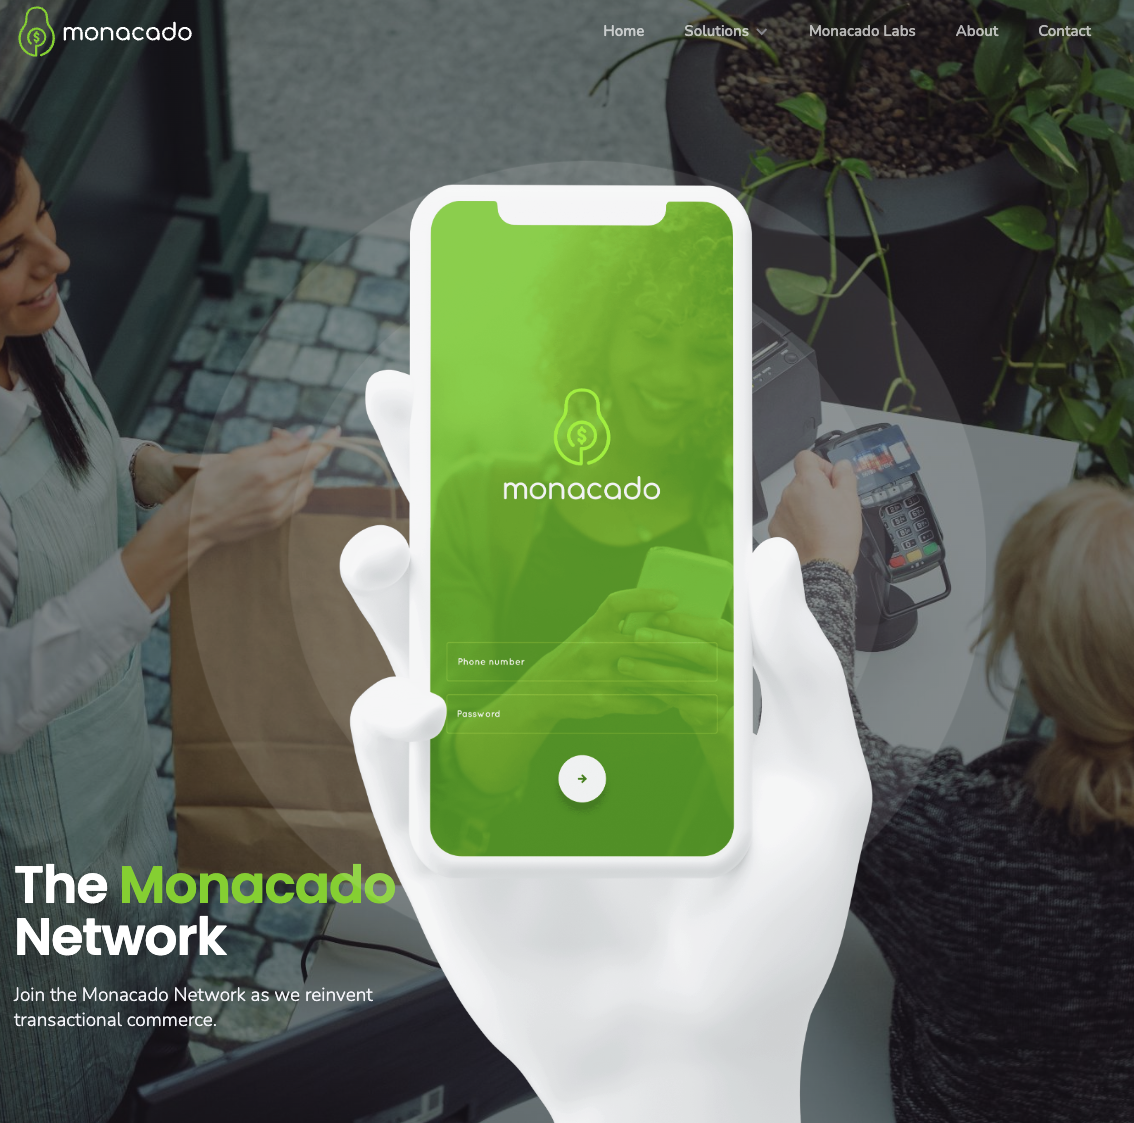 monacado
Home Solutions Monacado Labs About Contact
$
monacado
Phone number
Password
The Monacado
Network
Join the Monacado Network as we reinvent
transactional commerce.